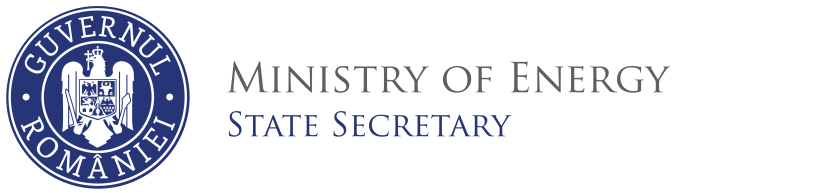 GUVERNUL
ROMÂNIEI
MINISTRY OF ENERGY
STATE SECRETARY